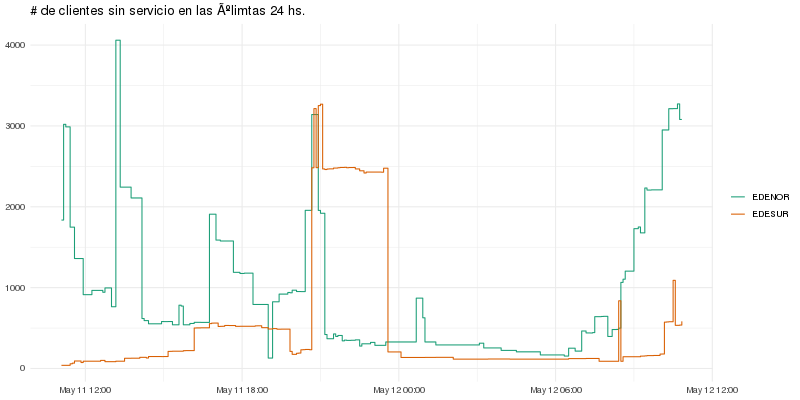 # de clientes sin servicio en las Ãºlimtas 24 hs.
4000
3000
2000
1000
0
May 11 12:00
May 11 18:00
May 12 00:00
May 12 06:00
May 12 12:00
EDENOR
EDESUR